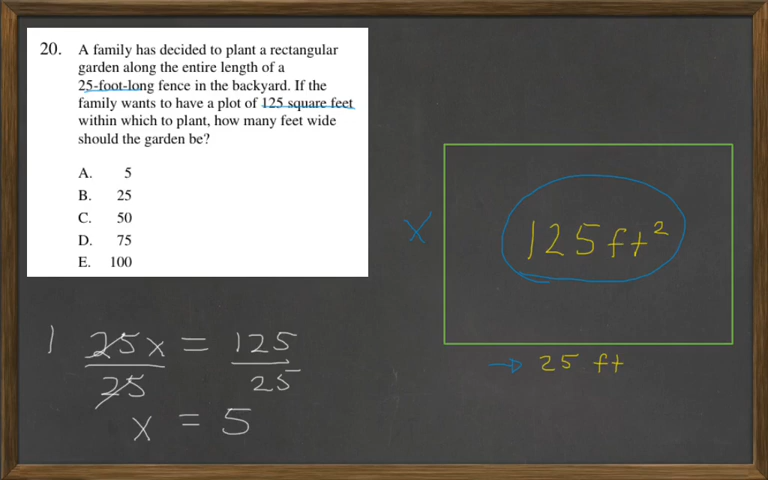 20. A family has decided to plant a rectangular
garden along the entire length of a
25-foot-long fence in the backyard. If the
family wants to have a plot of 125 square feet
within which to plant, how many feet wide
should the garden be?
A. 5
B. 25
C. 50
D. 75
E. 100
X
125ft²
→ 25 ft
1 25x = 125
25 25
x = 5